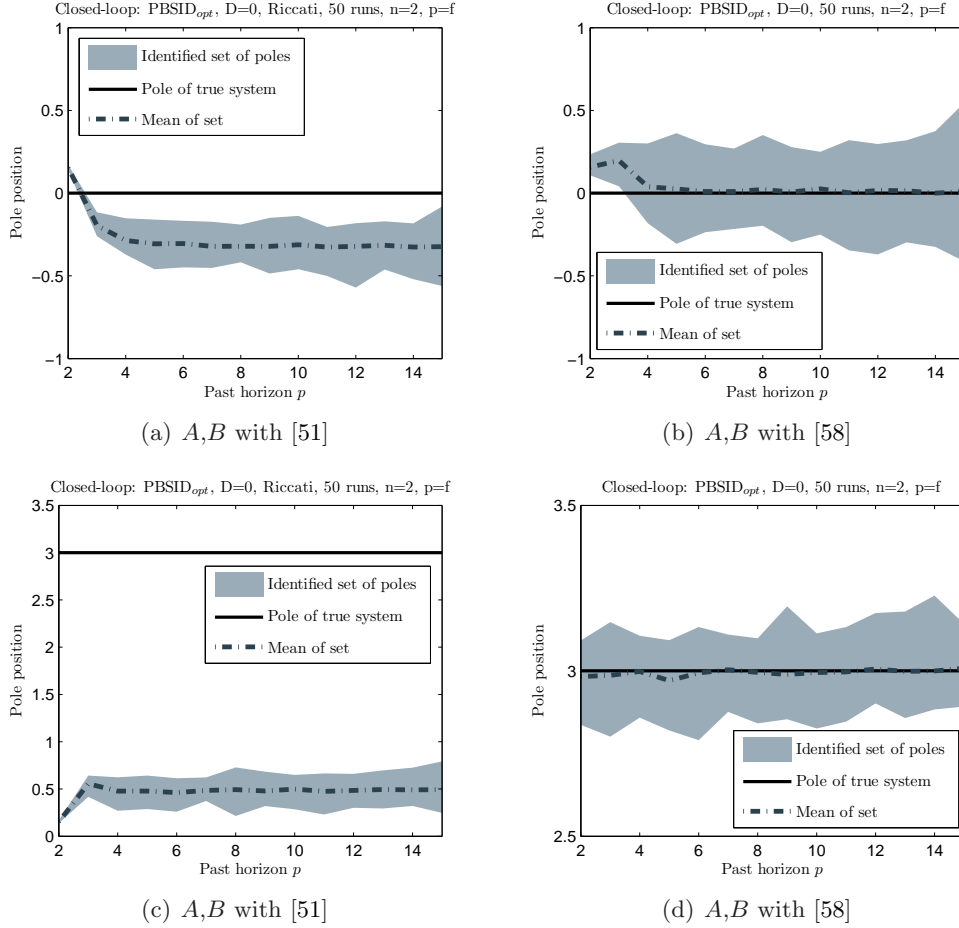 Closed-loop: PBSIDopt, D=0, Riccati, 50 runs, n=2, p=f
1
0.5
0
−0.5
−1
Pole position
Identified set of poles
Pole of true system
Mean of set
2 4 6 8 10 12 14
Past horizon p
(a) A,B with [51]
Closed-loop: PBSIDopt, D=0, 50 runs, n=2, p=f
1
0.5
0
−0.5
−1
Pole position
Identified set of poles
Pole of true system
Mean of set
2 4 6 8 10 12 14
Past horizon p
(b) A,B with [58]
Closed-loop: PBSIDopt, D=0, Riccati, 50 runs, n=2, p=f
3.5
3
2.5
2
1.5
1
0.5
0
Pole position
Identified set of poles
Pole of true system
Mean of set
2 4 6 8 10 12 14
Past horizon p
(c) A,B with [51]
Closed-loop: PBSIDopt, D=0, 50 runs, n=2, p=f
3.5
3
2.5
Pole position
Identified set of poles
Pole of true system
Mean of set
2 4 6 8 10 12 14
Past horizon p
(d) A,B with [58]